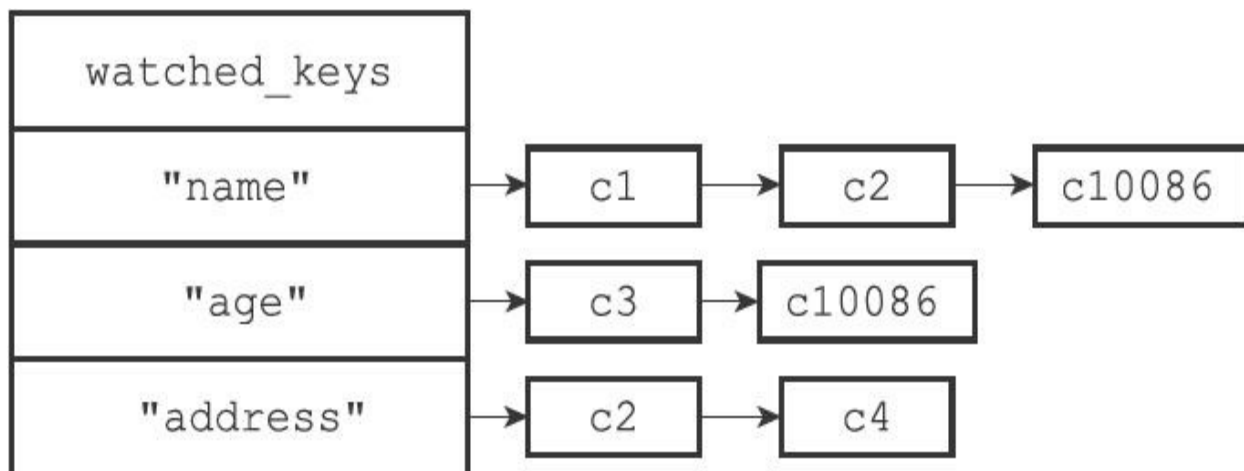 watched_keys
"name" c1 c2 c10086
"age" c3 c10086
"address" c2 c4